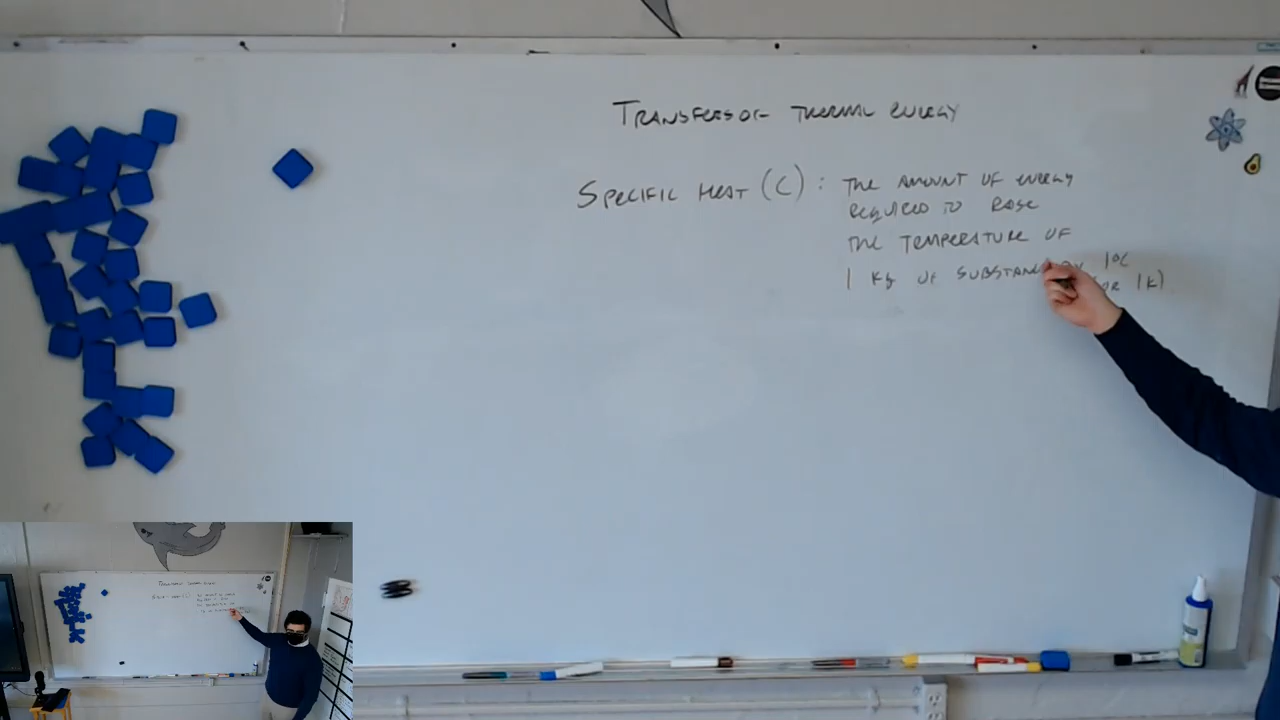 TRANSFERS OF THERMAL ENERGY
SPECIFIC HEAT (C) : THE AMOUNT OF ENERGY
REQUIRED TO RAISE
THE TEMPERATURE OF
1 Kg OF SUBSTANCE BY 1°C
(OR 1K)